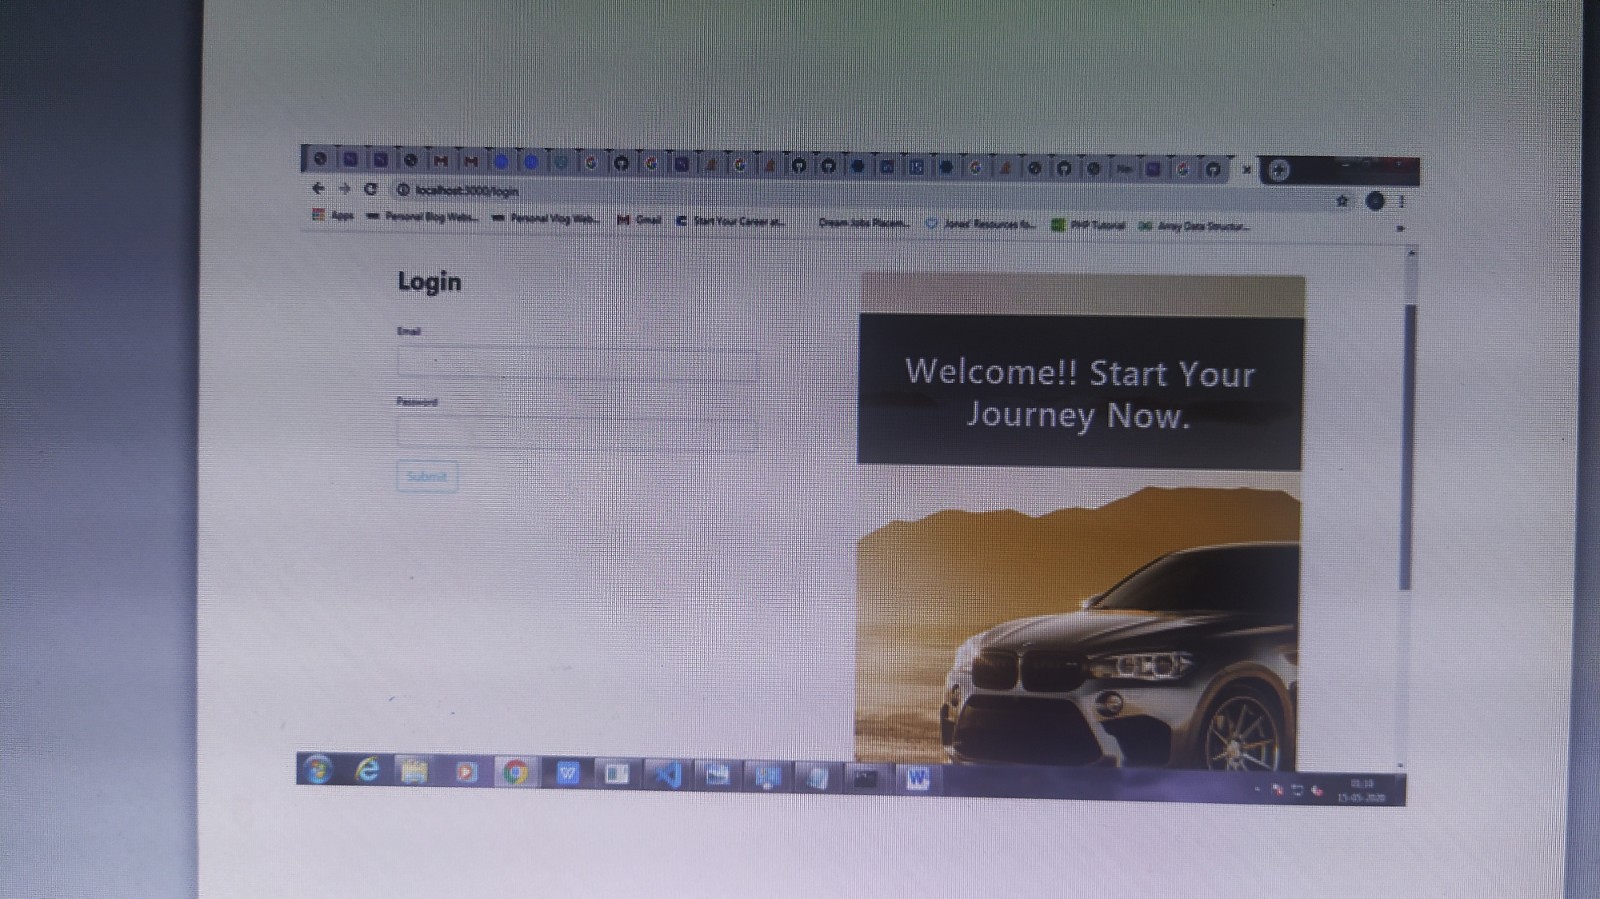 localhost:3000/login
Apps
Personal Blog Webs...
Personal Vlog Web...
Gmail
Start Your Career at...
Dream Jobs Placem...
Jones' Resources fo...
PHP Tutorial
Array Data Structur...
Login
Email
Password
Submit
Welcome!! Start Your
Journey Now.
15-05-2020